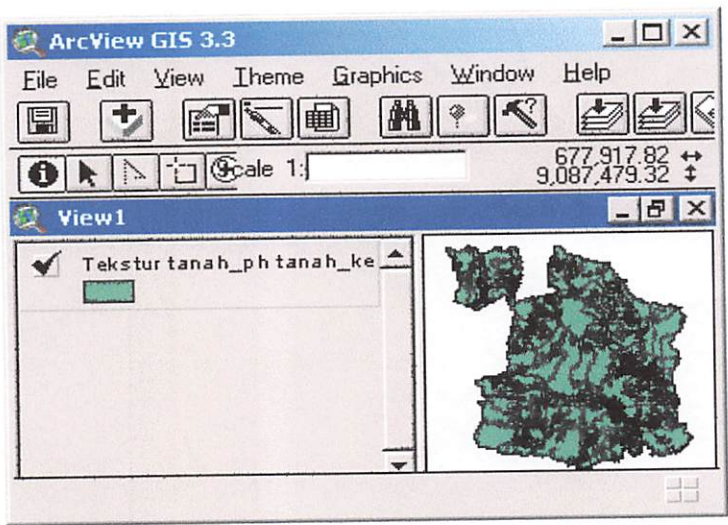 ArcView GIS 3.3
File Edit View Theme Graphics Window Help
Scale 1:
677,917.82
9,087,479.32
View1
Tekstur tanah_ph tanah_ke